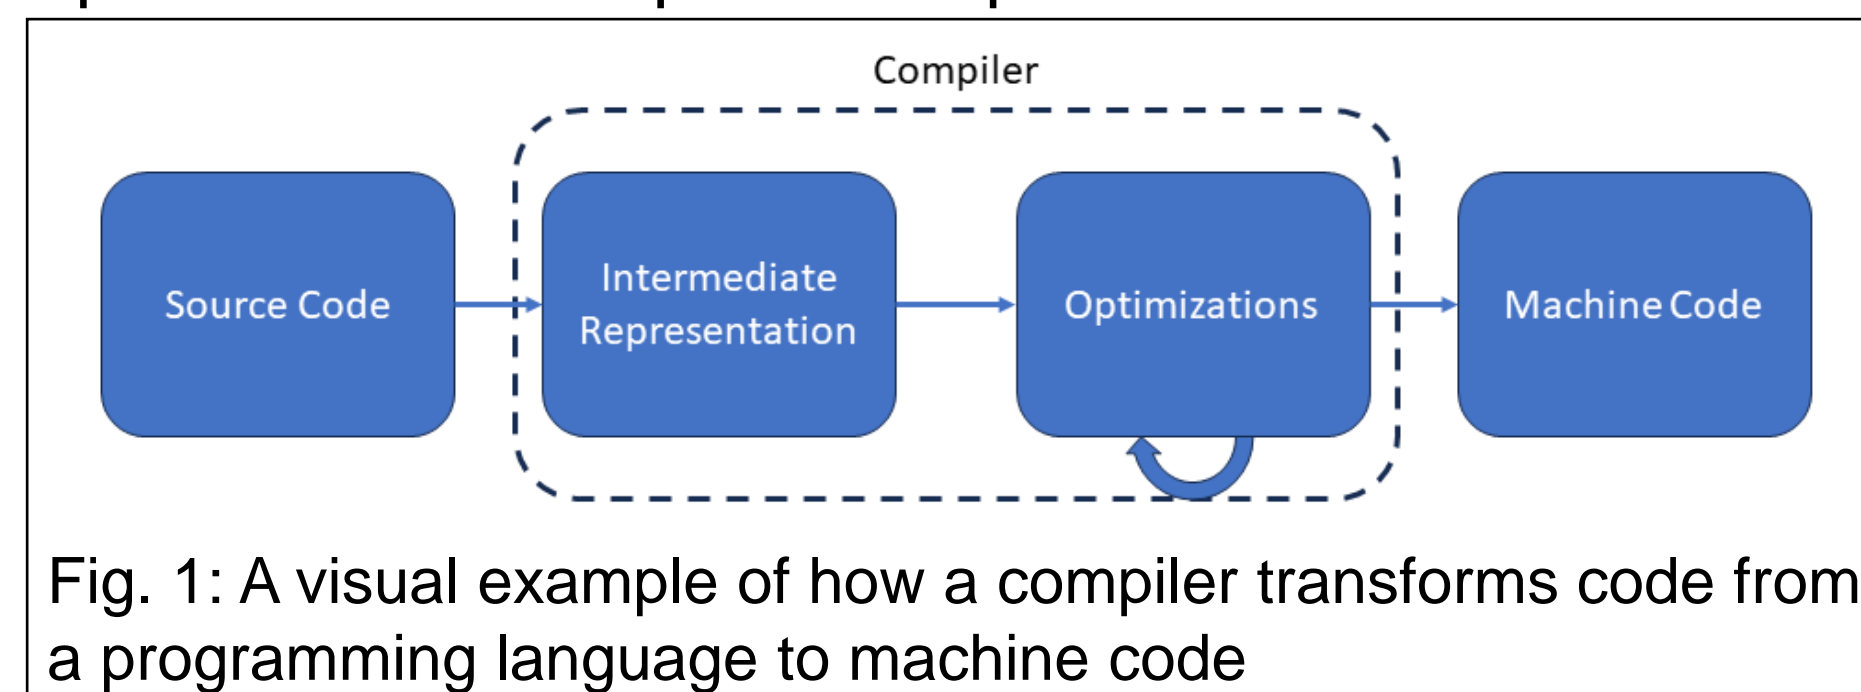 Compiler
Source Code
Intermediate
Representation
Optimizations
Machine Code
Fig. 1: A visual example of how a compiler transforms code from
a programming language to machine code